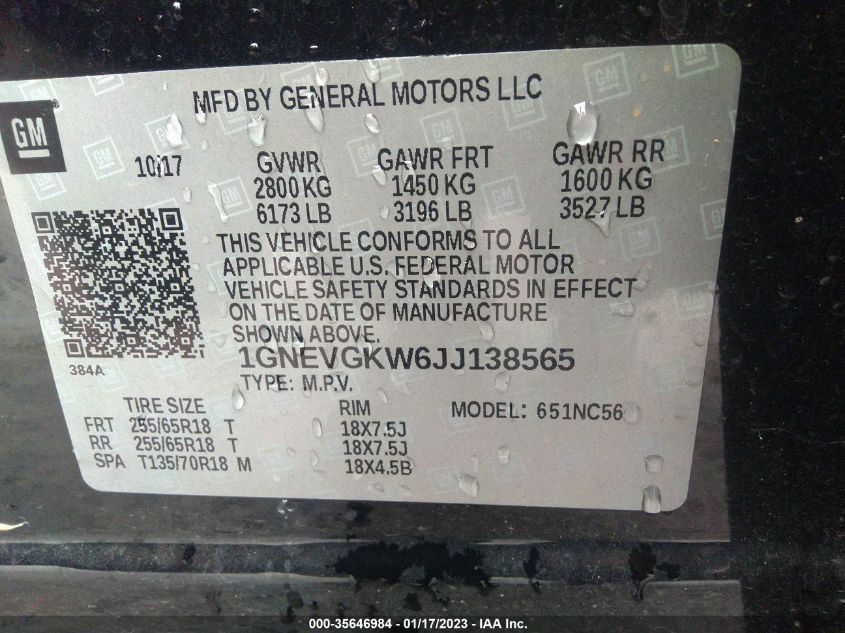 MFD BY GENERAL MOTORS LLC
GM
10/17 GVWR GAWR FRT GAWR RR
2800 KG 1450 KG 1600 KG
6173 LB 3196 LB 3527 LB
THIS VEHICLE CONFORMS TO ALL
APPLICABLE U.S. FEDERAL MOTOR
VEHICLE SAFETY STANDARDS IN EFFECT
ON THE DATE OF MANUFACTURE
SHOWN ABOVE.
384A
1GNEVGKW6JJ138565
TYPE: M.P.V.
TIRE SIZE RIM MODEL: 651NC56
FRT 255/65R18 T 18X7.5J
RR 255/65R18 T 18X7.5J
SPA T135/70R18 M 18X4.5B
000-35646984 - 01/17/2023 - IAA Inc.